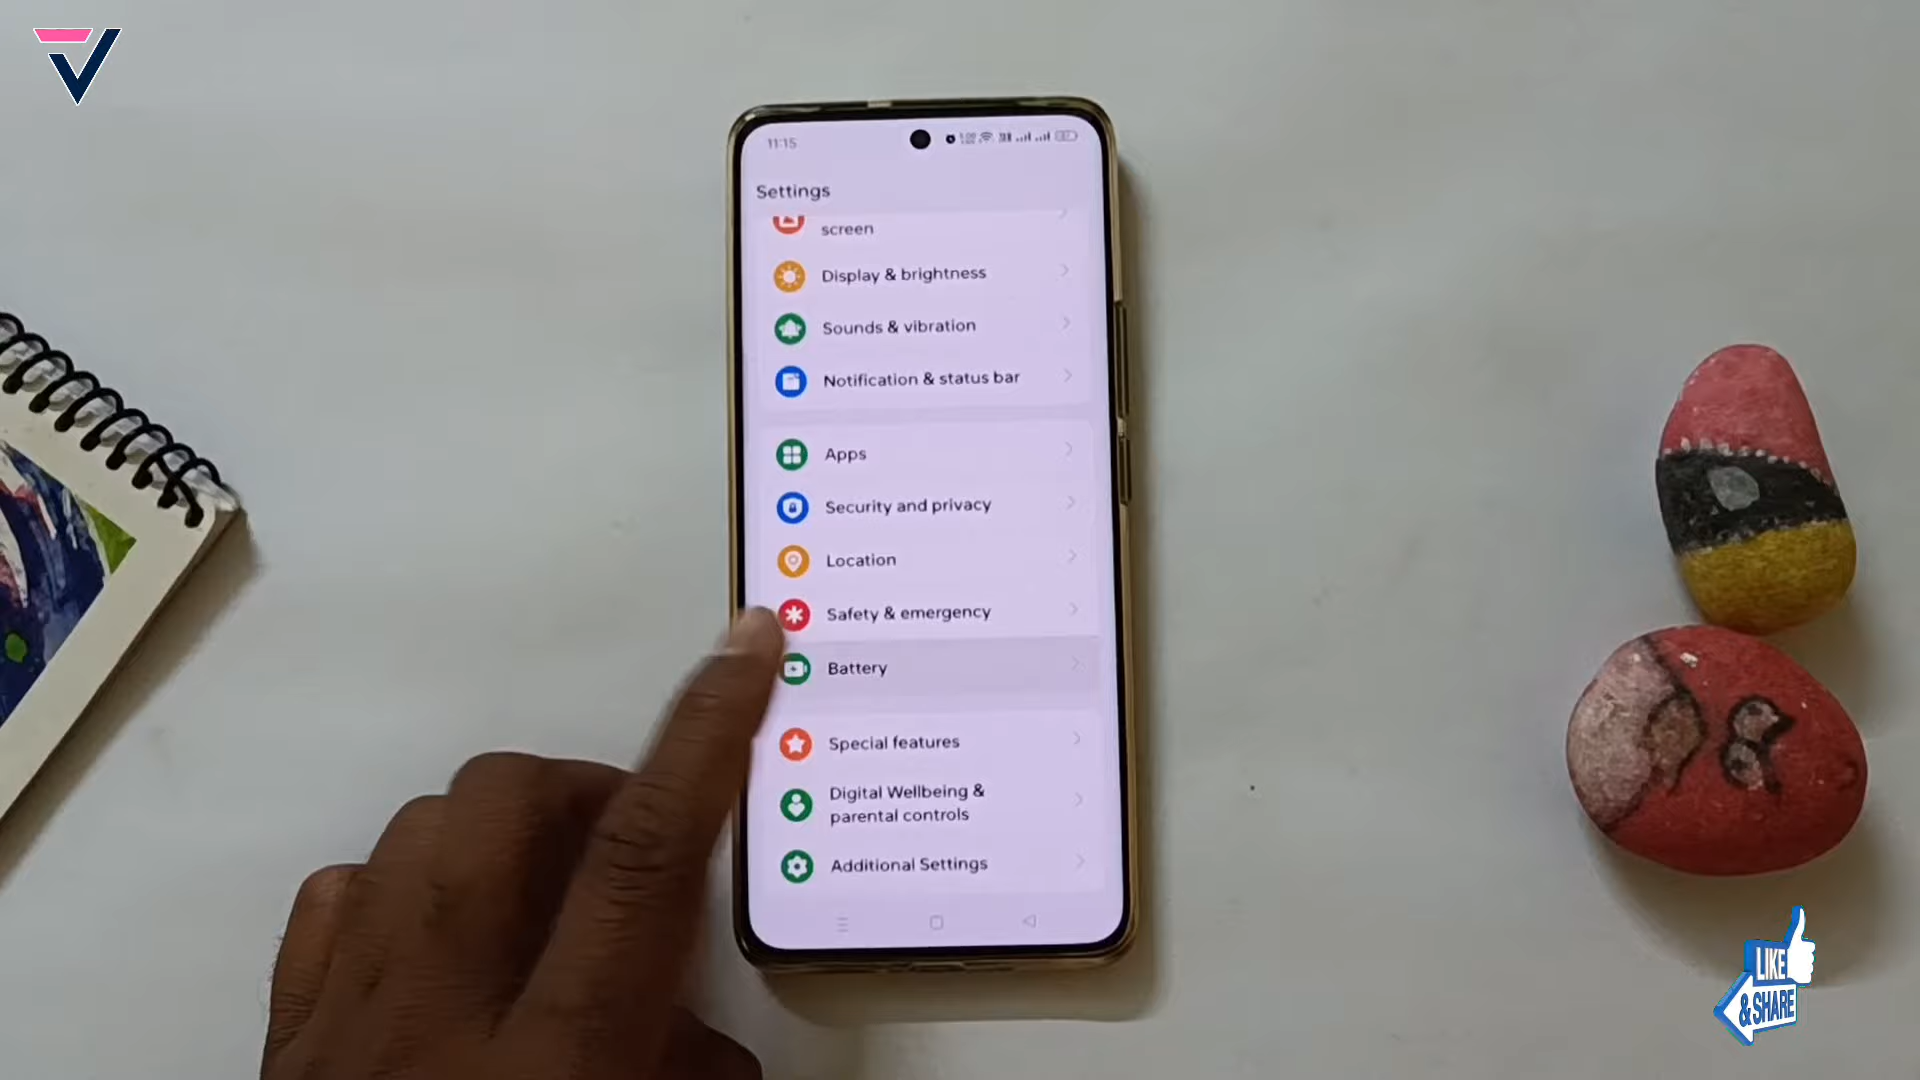 11:15
Settings
screen
Display & brightness
Sounds & vibration
Notification & status bar
Apps
Security and privacy
Location
Safety & emergency
Battery
Special features
Digital Wellbeing &
parental controls
Additional Settings
LIKE
& SHARE